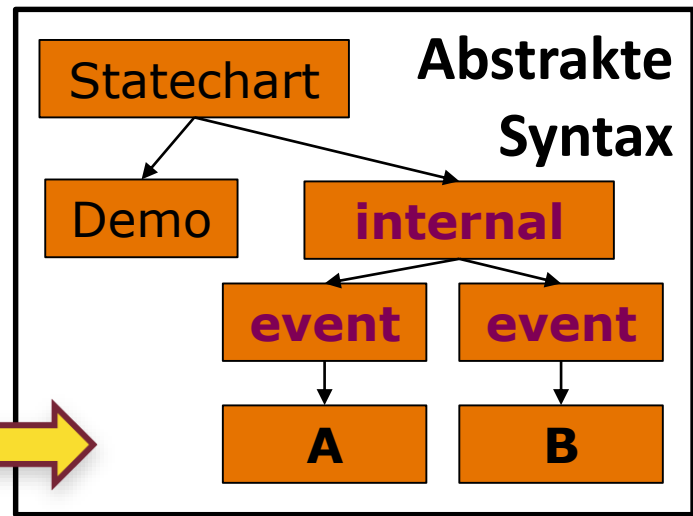 Abstrakte
Syntax
Statechart
Demo
internal
event
event
A
B